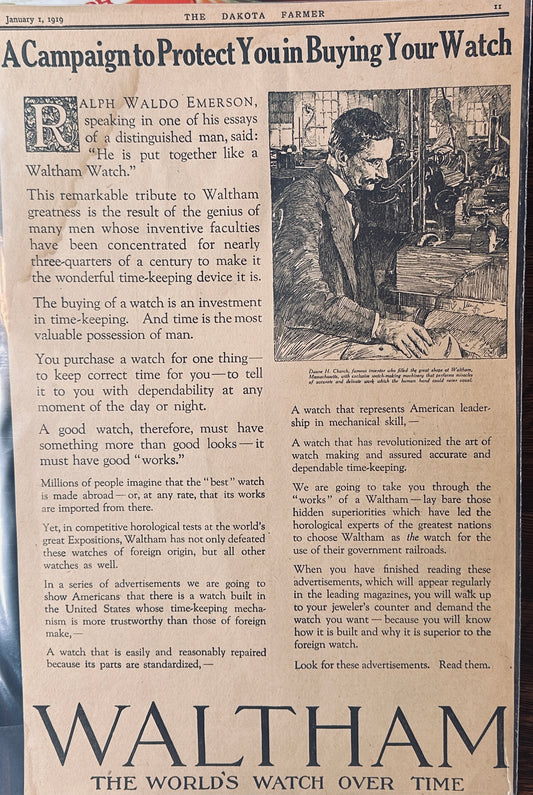 January 1, 1919 THE DAKOTA FARMER 11
A Campaign to Protect You in Buying Your Watch
RALPH WALDO EMERSON,
speaking in one of his essays
of a distinguished man, said:
"He is put together like a
Waltham Watch."
This remarkable tribute to Waltham
greatness is the result of the genius of
many men whose inventive faculties
have been concentrated for nearly
three-quarters of a century to make it
the wonderful time-keeping device it is.
The buying of a watch is an investment
in time-keeping. And time is the most
valuable possession of man.
You purchase a watch for one thing—
to keep correct time for you—to tell
it to you with dependability at any
moment of the day or night.
A good watch, therefore, must have
something more than good looks—it
must have good "works."
Millions of people imagine that the "best" watch
is made abroad—or, at any rate, that its works
are imported from there.
Yet, in competitive horological tests at the world's
great Expositions, Waltham has not only defeated
these watches of foreign origin, but all other
watches as well.
In a series of advertisements we are going to
show Americans that there is a watch built in
the United States whose time-keeping mecha-
nism is more trustworthy than those of foreign
make,—
A watch that is easily and reasonably repaired
because its parts are standardized,—
Duane H. Church, famous inventor who filled the great shops at Waltham,
Massachusetts, with exclusive watch-making machinery that performs miracles
of accurate and delicate work which the human hand could never equal.
A watch that represents American leader-
ship in mechanical skill,—
A watch that has revolutionized the art of
watch making and assured accurate and
dependable time-keeping.
We are going to take you through the
"works" of a Waltham—lay bare those
hidden superiorities which have led the
horological experts of the greatest nations
to choose Waltham as the watch for the
use of their government railroads.
When you have finished reading these
advertisements, which will appear regularly
in the leading magazines, you will walk up
to your jeweler's counter and demand the
watch you want—because you will know
how it is built and why it is superior to the
foreign watch.
Look for these advertisements. Read them.
WALTHAM
THE WORLD'S WATCH OVER TIME